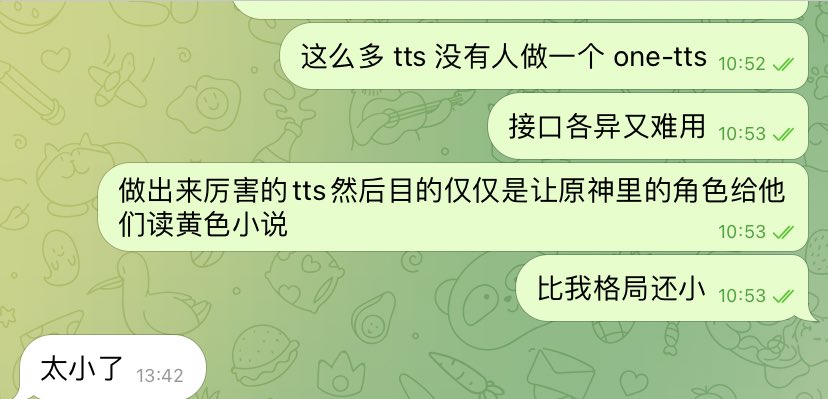 这么多 tts 没有人做一个 one-tts 10:52
接口各异又难用 10:53
做出来厉害的tts然后目的仅仅是让原神里的角色给他
们读黄色小说 10:53
比我格局还小 10:53
太小了 13:42